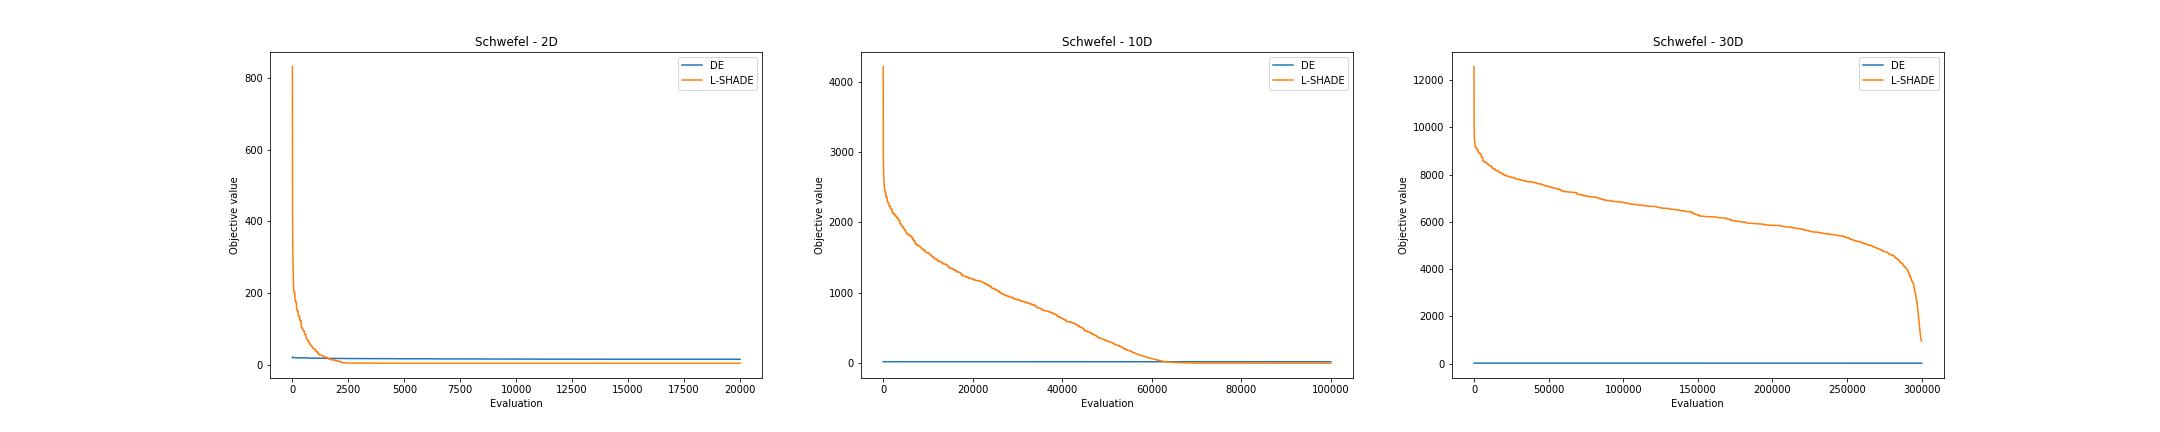 Schwefel - 2D
DE
L-SHADE
Objective value
800
600
400
200
0
0 2500 5000 7500 10000 12500 15000 17500 20000
Evaluation
Schwefel - 10D
DE
L-SHADE
Objective value
4000
3000
2000
1000
0
0 20000 40000 60000 80000 100000
Evaluation
Schwefel - 30D
DE
L-SHADE
Objective value
12000
10000
8000
6000
4000
2000
0
0 50000 100000 150000 200000 250000 300000
Evaluation